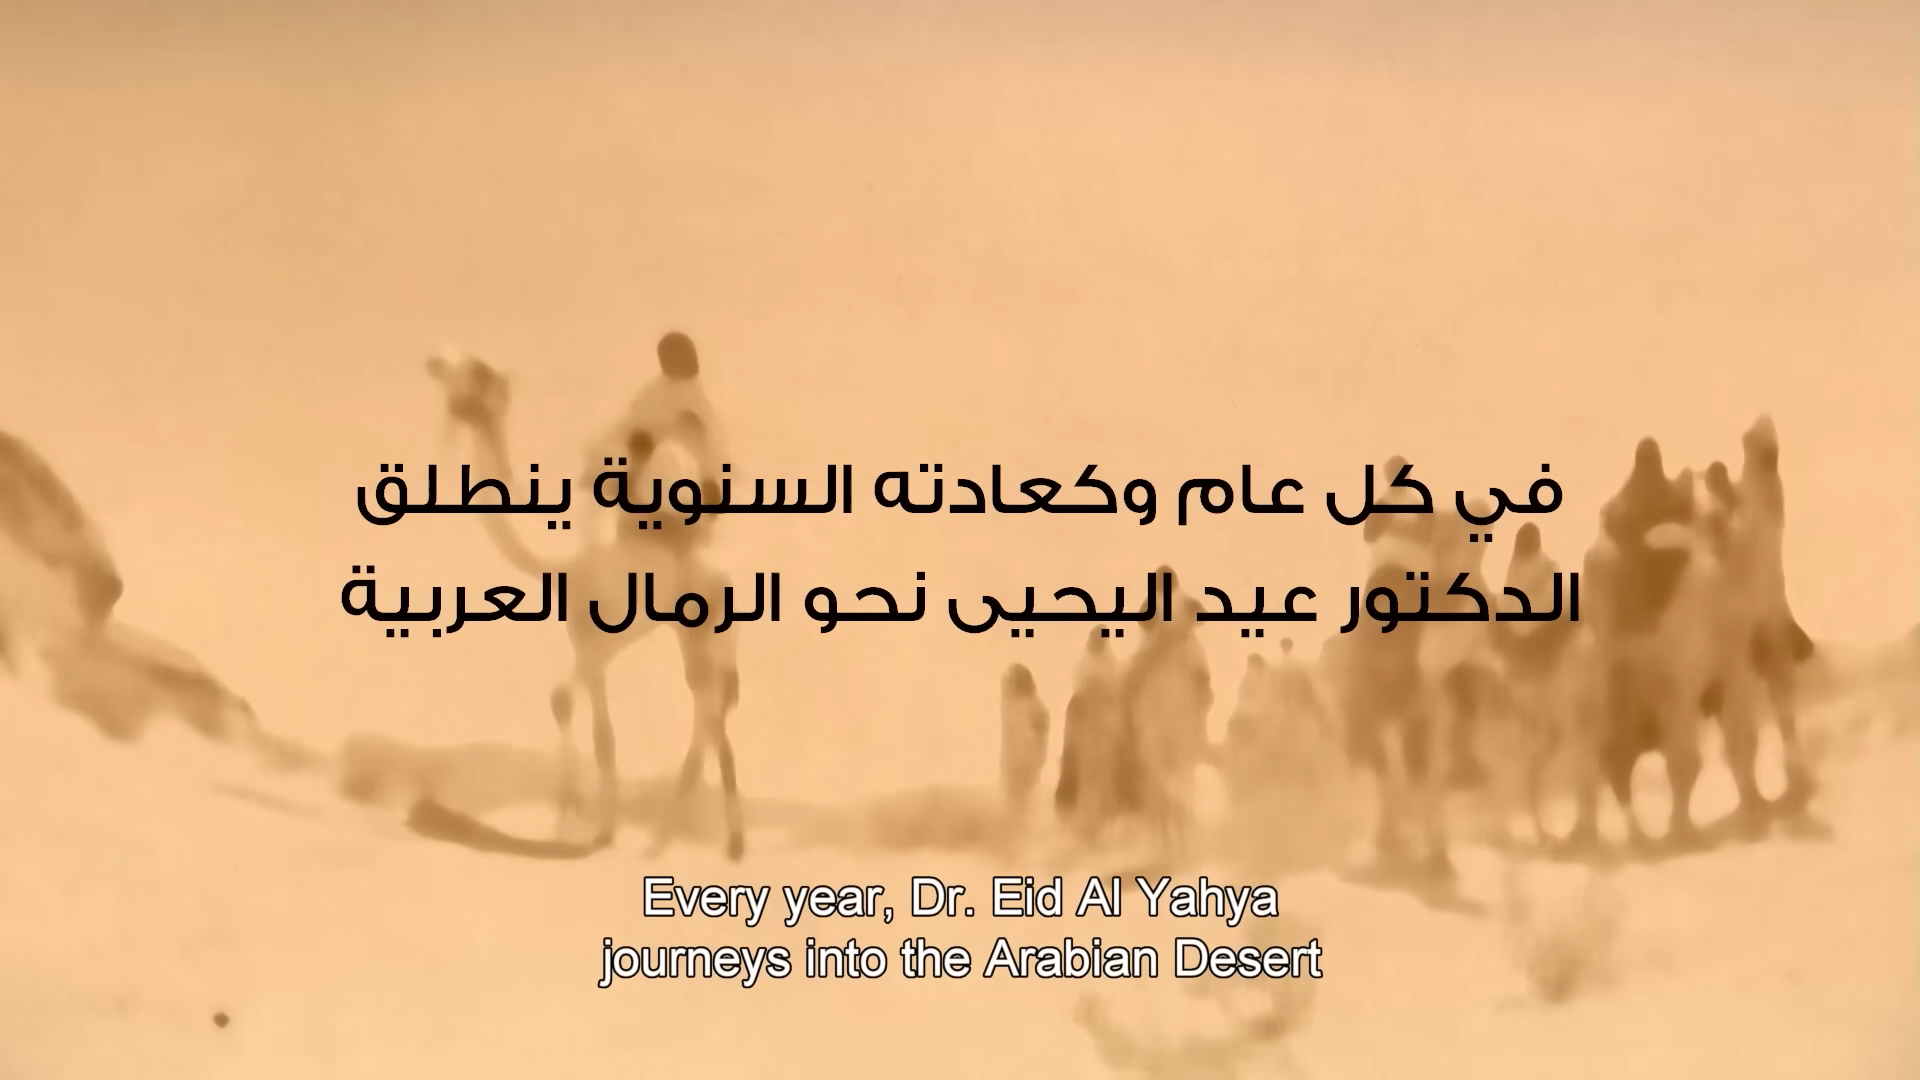 في كل عام وكعادته السنوية ينطلق
الدكتور عيد اليحيى نحو الرمال العربية
Every year, Dr. Eid Al Yahya
journeys into the Arabian Desert